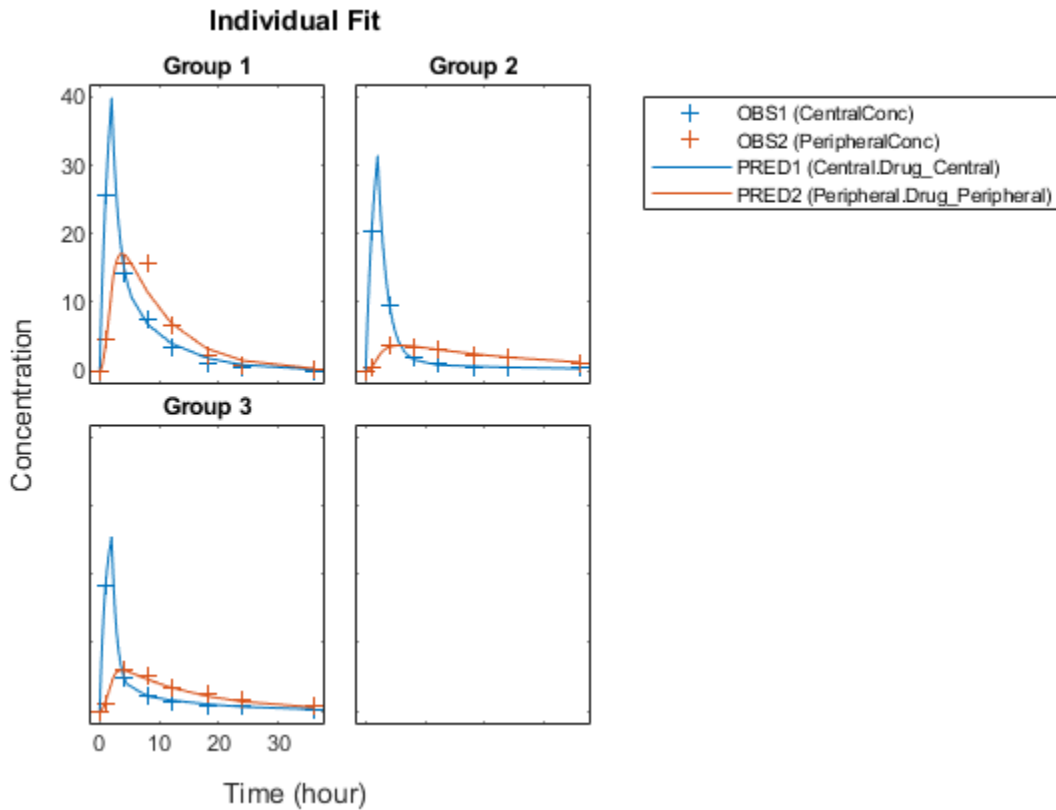 Individual Fit
Group 1
Group 2
OBS1 (CentralConc)
OBS2 (PeripheralConc)
PRED1 (Central.Drug_Central)
PRED2 (Peripheral.Drug_Peripheral)
40
30
20
10
0
Group 3
Concentration
0 10 20 30
Time (hour)